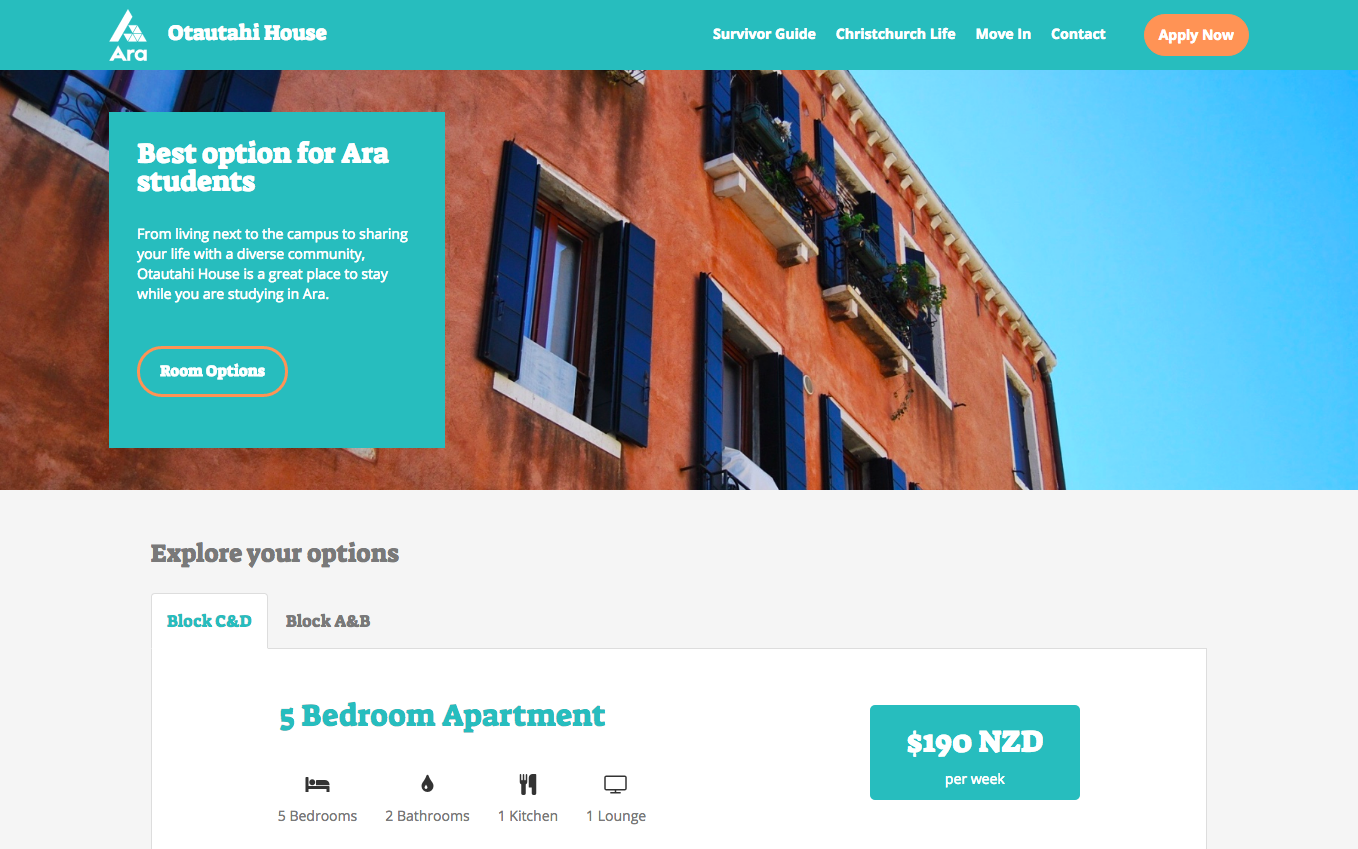 Ara
Otautahi House
Survivor Guide
Christchurch Life
Move In
Contact
Apply Now
Best option for Ara
students
From living next to the campus to sharing
your life with a diverse community,
Otautahi House is a great place to stay
while you are studying in Ara.
Room Options
Explore your options
Block C&D
Block A&B
5 Bedroom Apartment
$190 NZD
per week
5 Bedrooms
2 Bathrooms
1 Kitchen
1 Lounge